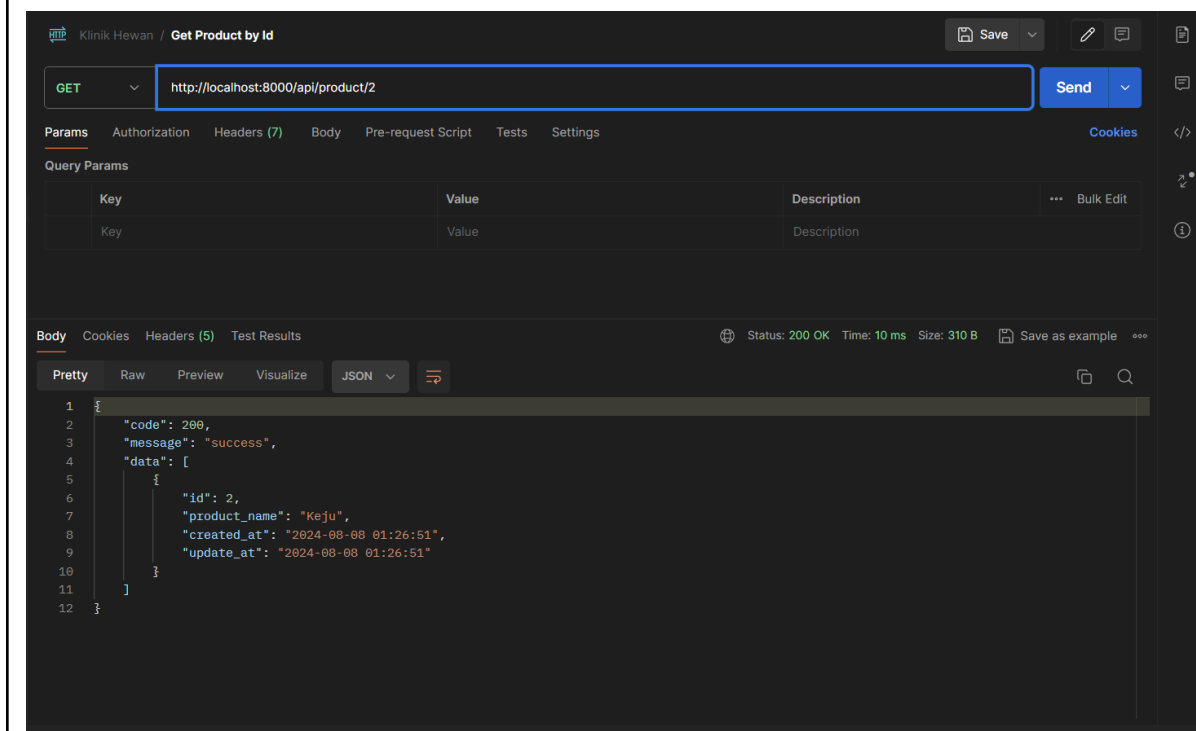 HTTP Klinik Hewan / Get Product by Id Save
GET http://localhost:8000/api/product/2 Send
Params Authorization Headers (7) Body Pre-request Script Tests Settings Cookies
Query Params
Key Value Description ••• Bulk Edit
Key Value Description
Body Cookies Headers (5) Test Results Status: 200 OK Time: 10 ms Size: 310 B Save as example
Pretty Raw Preview Visualize JSON
1 {
2 "code": 200,
3 "message": "success",
4 "data": [
5 {
6 "id": 2,
7 "product_name": "Keju",
8 "created_at": "2024-08-08 01:26:51",
9 "update_at": "2024-08-08 01:26:51"
10 }
11 ]
12 }